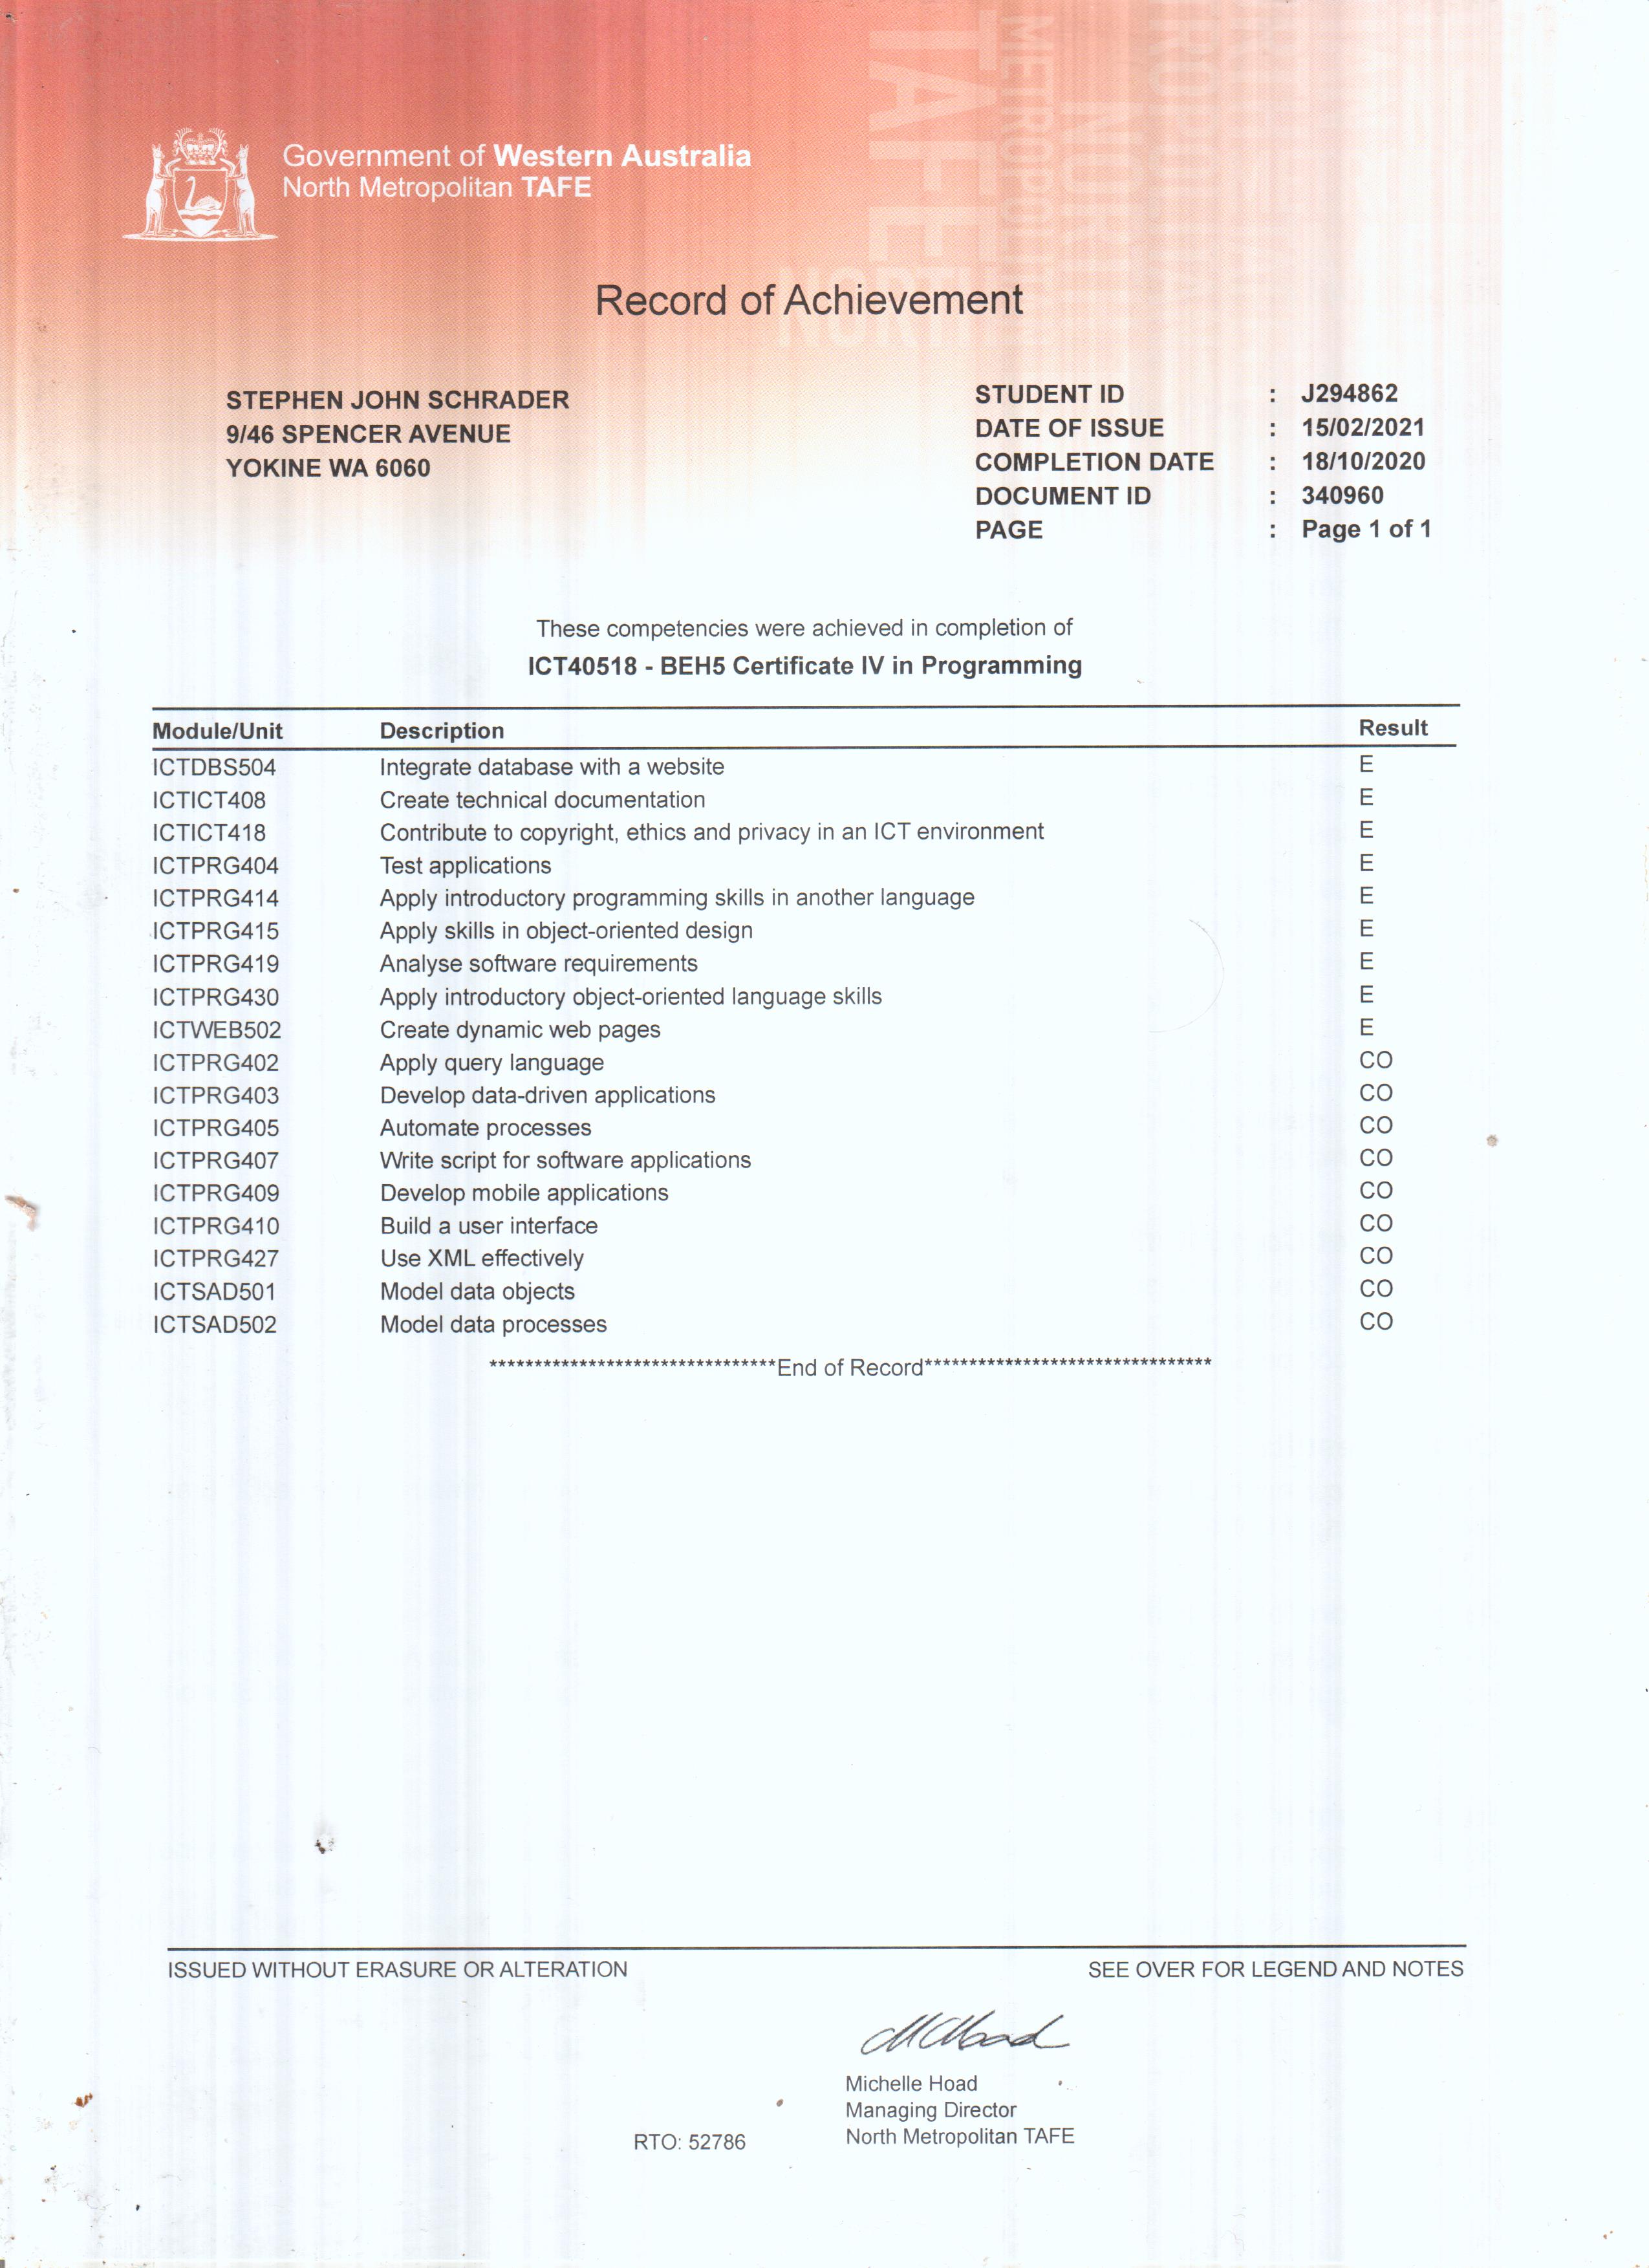 TAFE
METROPOLIT
NORTH
NORTH
Government of Western Australia
North Metropolitan TAFE
Record of Achievement
STEPHEN JOHN SCHRADER
9/46 SPENCER AVENUE
YOKINE WA 6060
STUDENT ID : J294862
DATE OF ISSUE : 15/02/2021
COMPLETION DATE : 18/10/2020
DOCUMENT ID : 340960
PAGE : Page 1 of 1
These competencies were achieved in completion of
ICT40518 - BEH5 Certificate IV in Programming
Module/Unit Description Result
ICTDBS504 Integrate database with a website E
ICTICT408 Create technical documentation E
ICTICT418 Contribute to copyright, ethics and privacy in an ICT environment E
ICTPRG404 Test applications E
ICTPRG414 Apply introductory programming skills in another language E
ICTPRG415 Apply skills in object-oriented design E
ICTPRG419 Analyse software requirements E
ICTPRG430 Apply introductory object-oriented language skills E
ICTWEB502 Create dynamic web pages E
ICTPRG402 Apply query language CO
ICTPRG403 Develop data-driven applications CO
ICTPRG405 Automate processes CO
ICTPRG407 Write script for software applications CO
ICTPRG409 Develop mobile applications CO
ICTPRG410 Build a user interface CO
ICTPRG427 Use XML effectively CO
ICTSAD501 Model data objects CO
ICTSAD502 Model data processes CO
********************************End of Record********************************
ISSUED WITHOUT ERASURE OR ALTERATION SEE OVER FOR LEGEND AND NOTES
Michelle Hoad
Managing Director
RTO: 52786 North Metropolitan TAFE